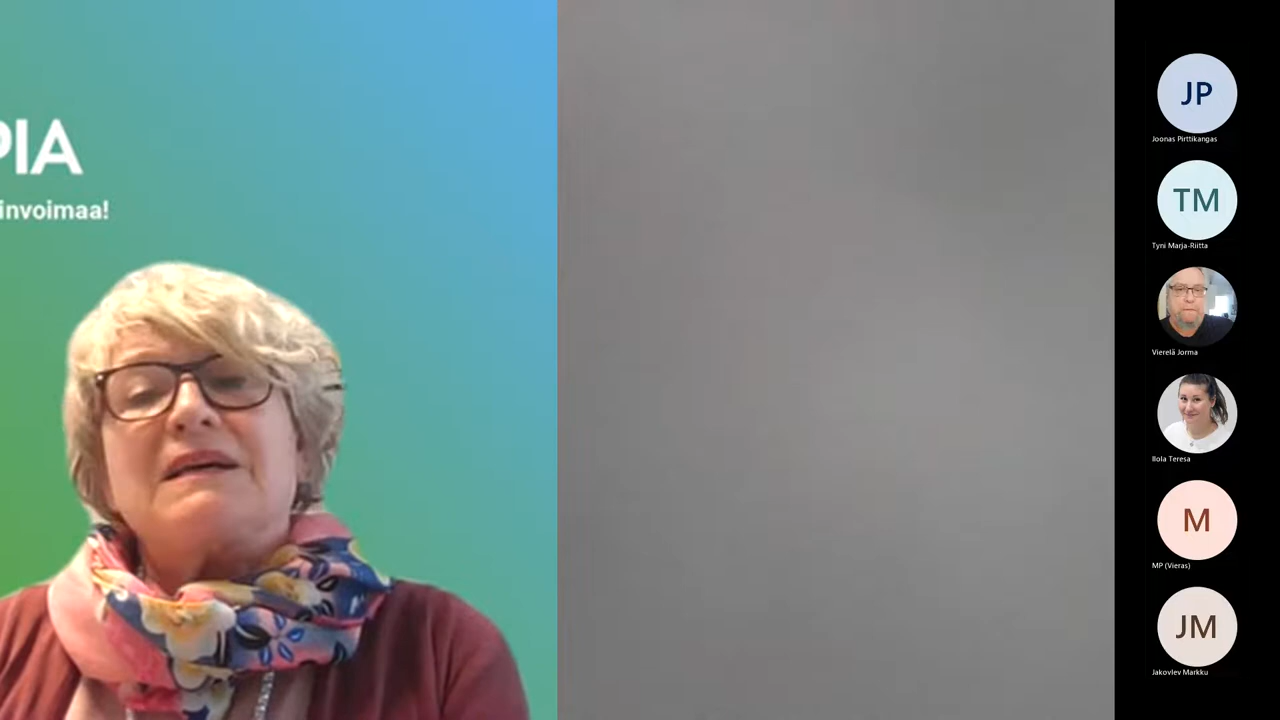 PIA
invoimaa!
JP
Joonas Pirttikangas
TM
Tyni Marja-Riitta
Vierelä Jorma
Ilola Teresa
M
MP (Vieras)
JM
Jakovlev Markku